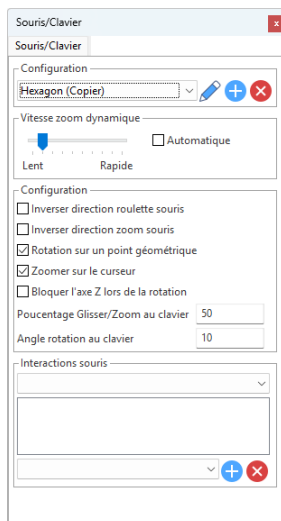 Souris/Clavier
x
Souris/Clavier
Configuration
Hexagon (Copier)
Vitesse zoom dynamique
Automatique
Lent Rapide
Configuration
Inverser direction roulette souris
Inverser direction zoom souris
Rotation sur un point géométrique
Zoomer sur le curseur
Bloquer l'axe Z lors de la rotation
Poucentage Glisser/Zoom au clavier 50
Angle rotation au clavier 10
Interactions souris